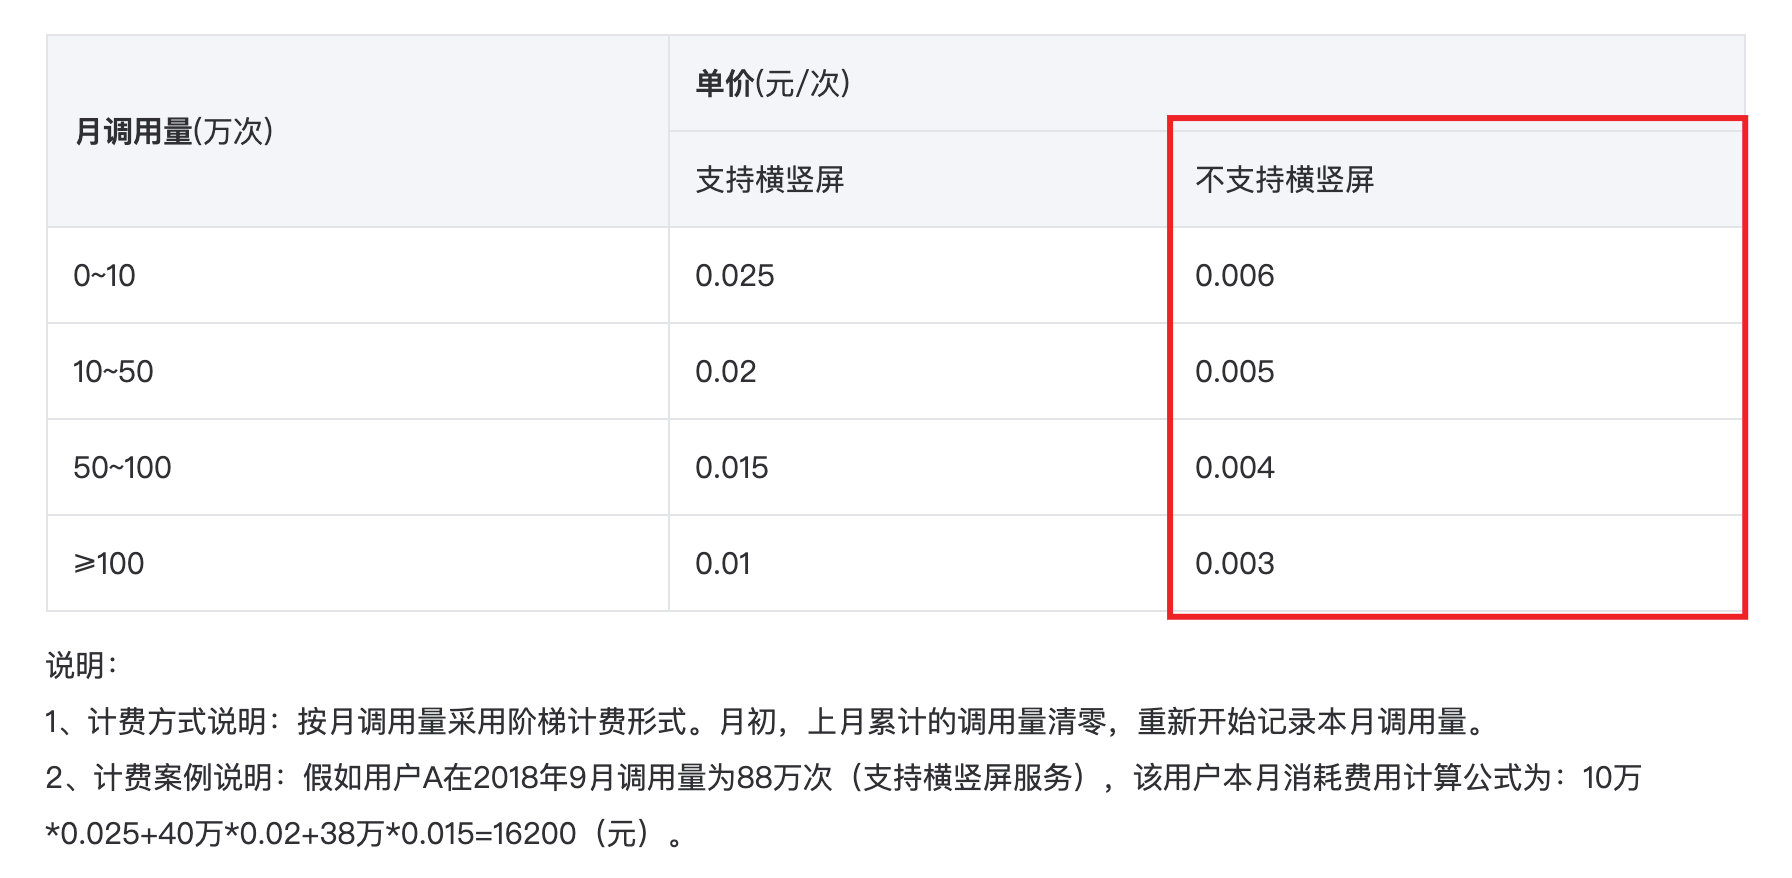 单价(元/次)
月调用量(万次)
支持横竖屏 不支持横竖屏
0~10 0.025 0.006
10~50 0.02 0.005
50~100 0.015 0.004
≥100 0.01 0.003
说明：
1、计费方式说明：按月调用量采用阶梯计费形式。月初，上月累计的调用量清零，重新开始记录本月调用量。
2、计费案例说明：假如用户A在2018年9月调用量为88万次（支持横竖屏服务），该用户本月消耗费用计算公式为：10万
*0.025+40万*0.02+38万*0.015=16200（元）。